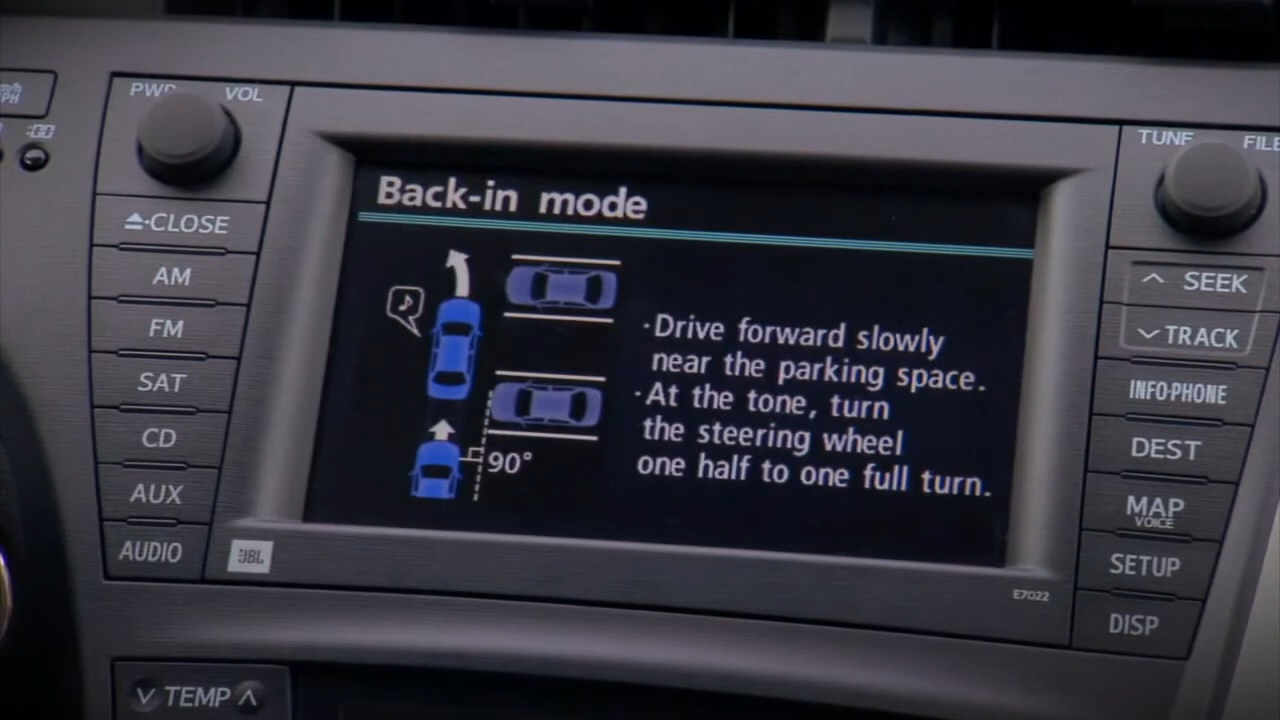 PWR VOL
CLOSE
AM
FM
SAT
CD
AUX
AUDIO
JBL
TEMP
Back-in mode
90°
·Drive forward slowly
near the parking space.
·At the tone, turn
the steering wheel
one half to one full turn.
E7022
TUNE FILE
SEEK
TRACK
INFO·PHONE
DEST
MAP
VOICE
SETUP
DISP